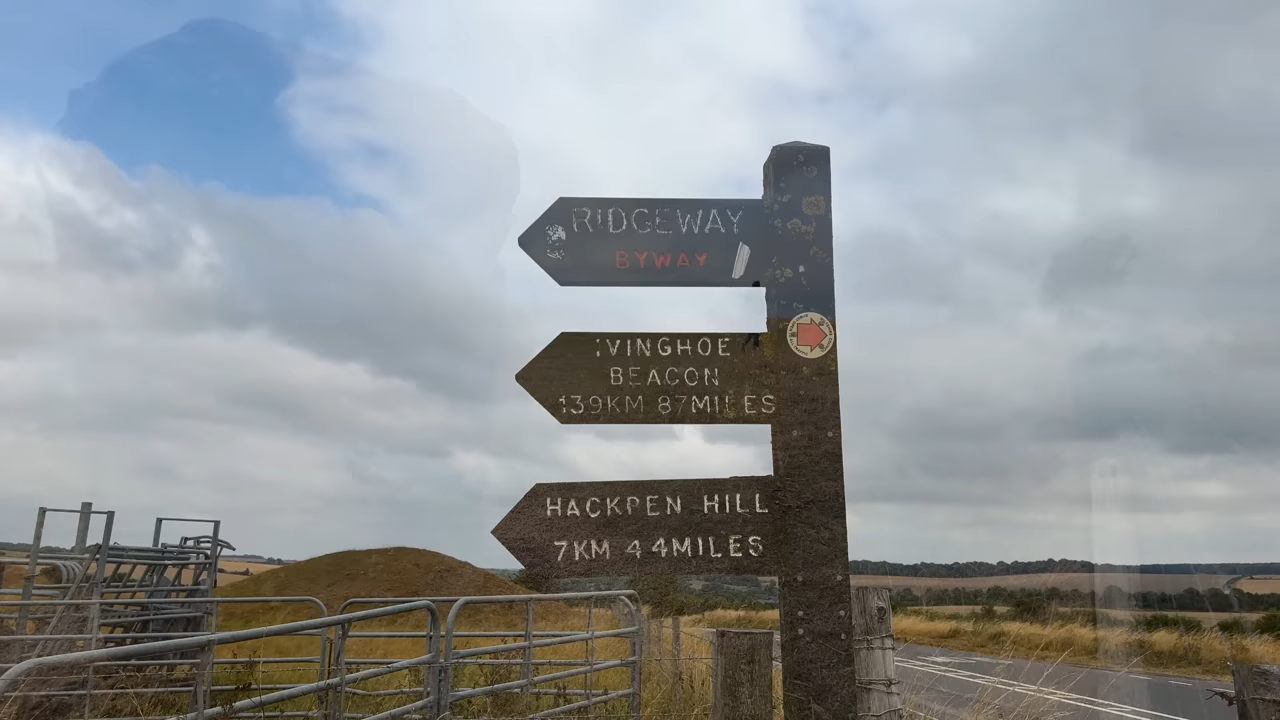 RIDGEWAY
BYWAY
IVINGHOE
BEACON
139KM 87MILES
HACKPEN HILL
7KM 4 4MILES